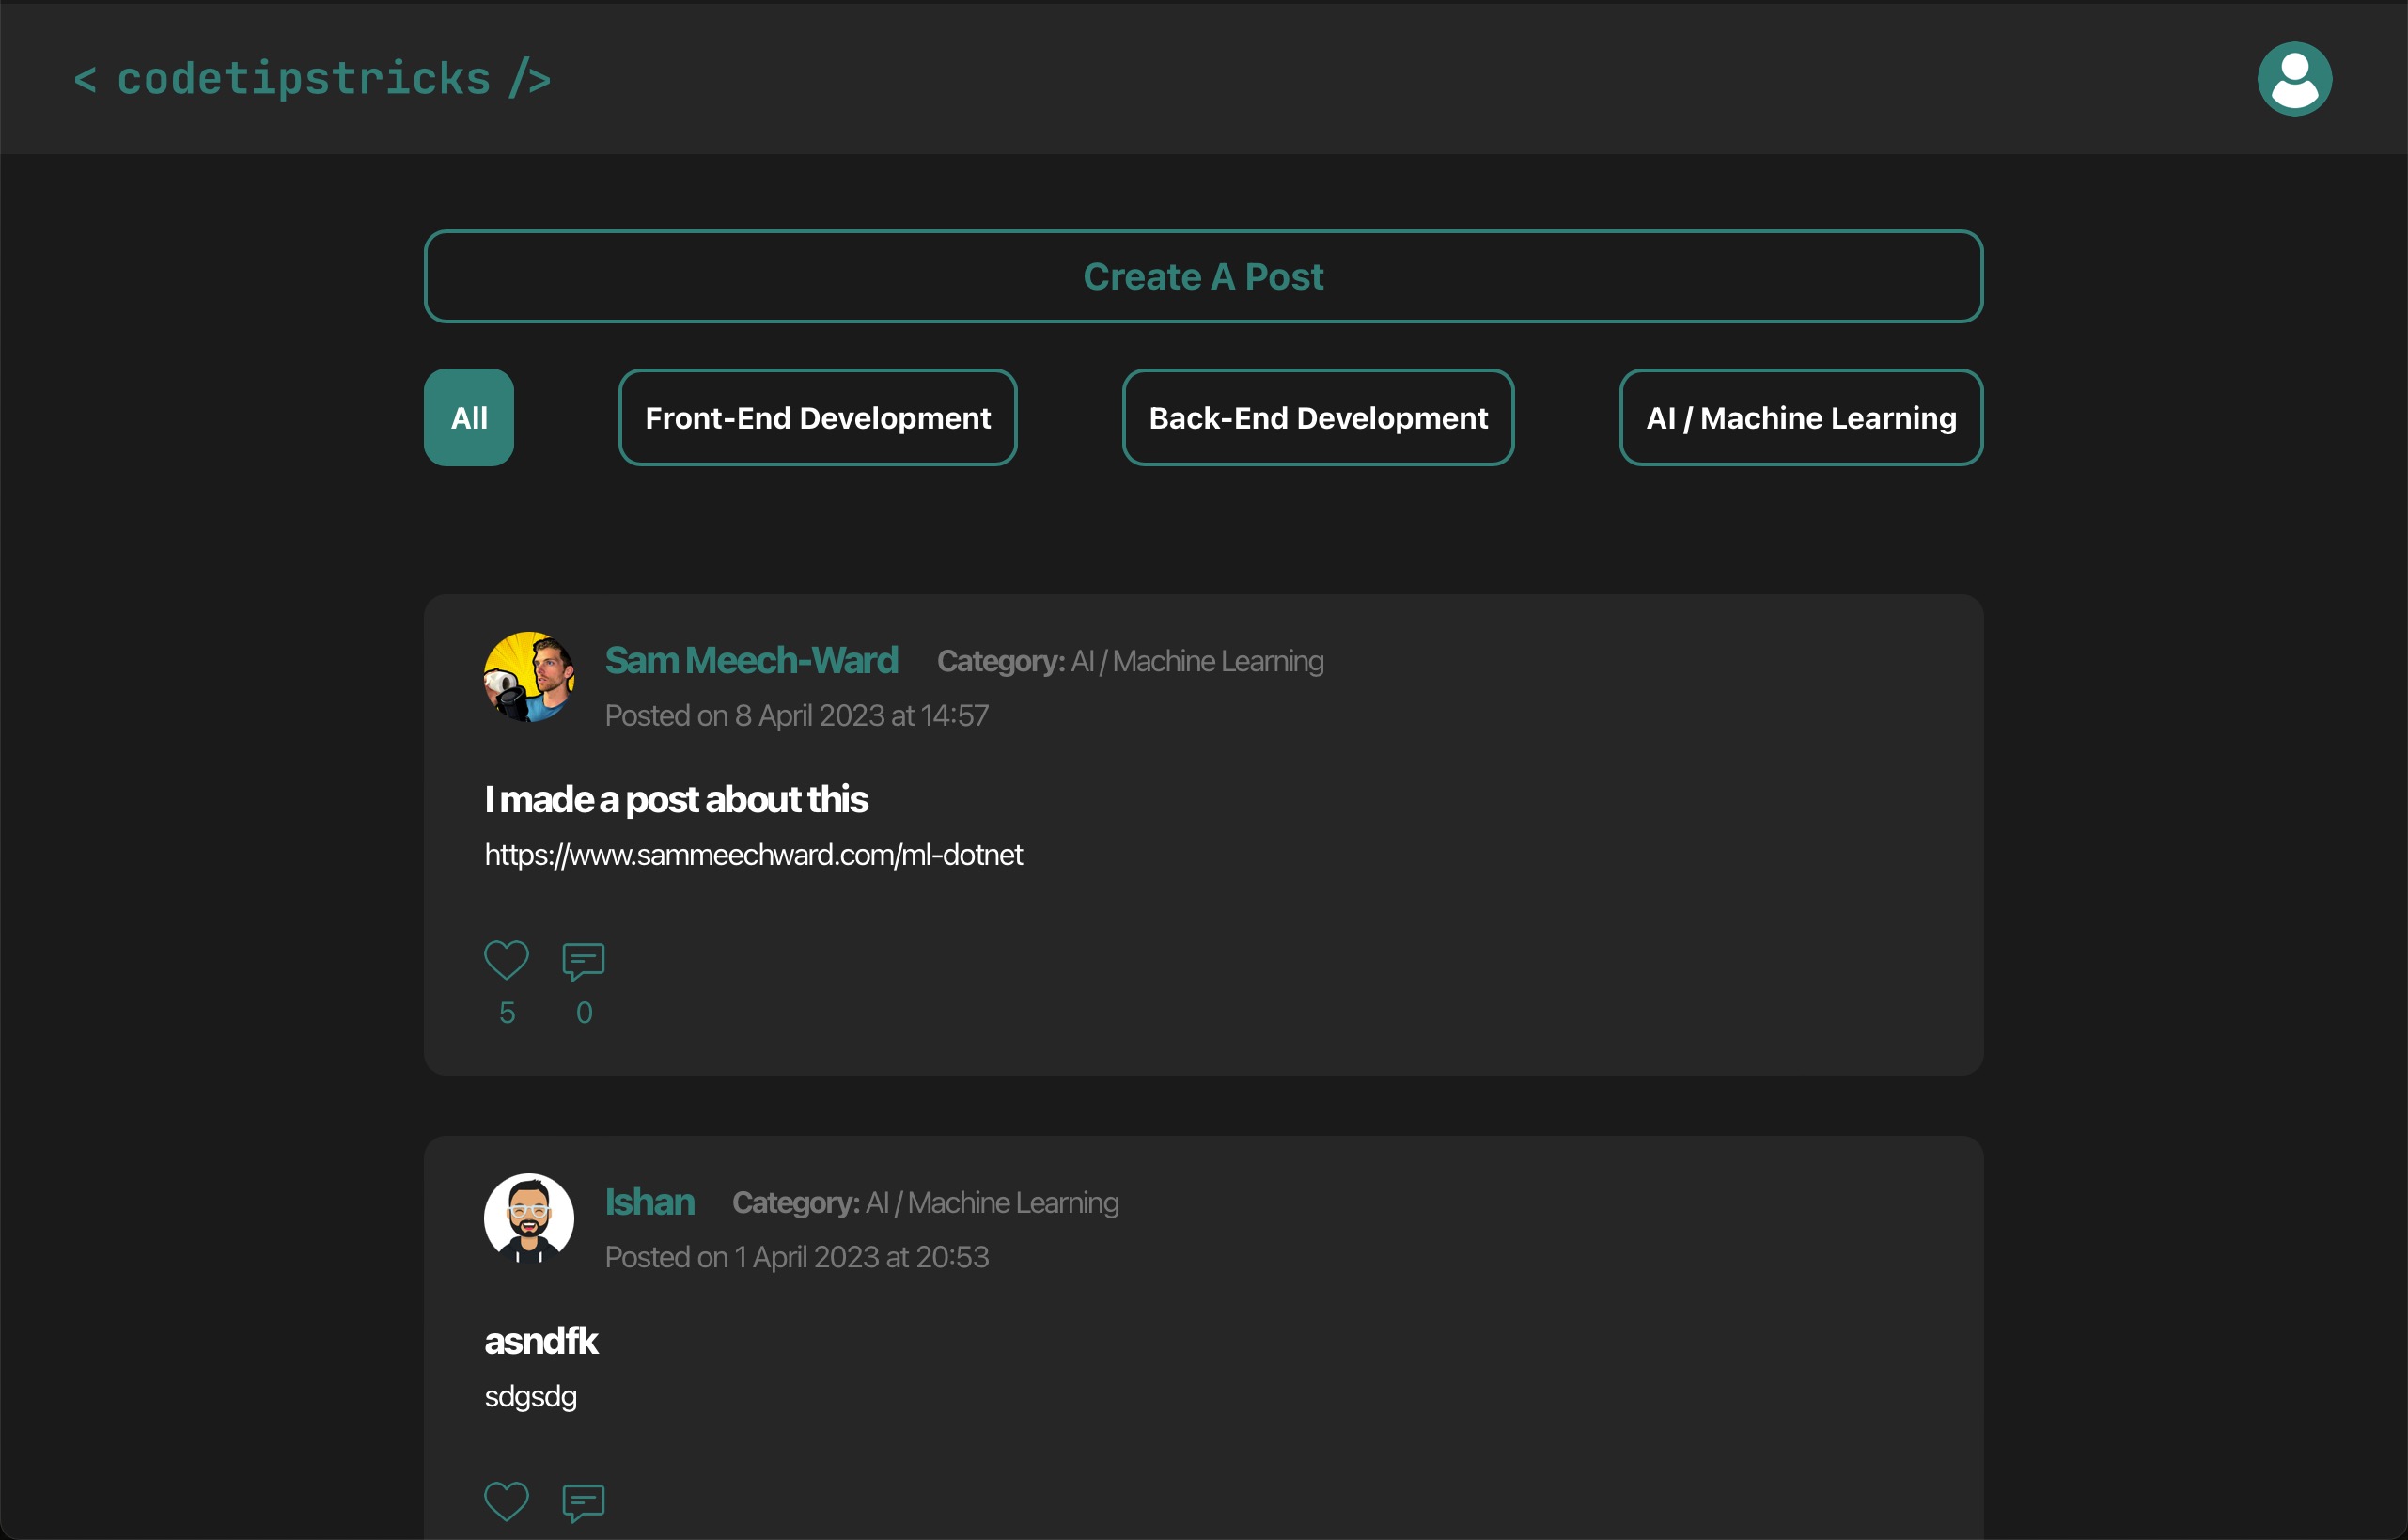 < codetipstricks />
Create A Post
All
Front-End Development
Back-End Development
AI / Machine Learning
Sam Meech-Ward Category: AI / Machine Learning
Posted on 8 April 2023 at 14:57
I made a post about this
https://www.sammeechward.com/ml-dotnet
5 0
Ishan Category: AI / Machine Learning
Posted on 1 April 2023 at 20:53
asndfk
sdgsdg